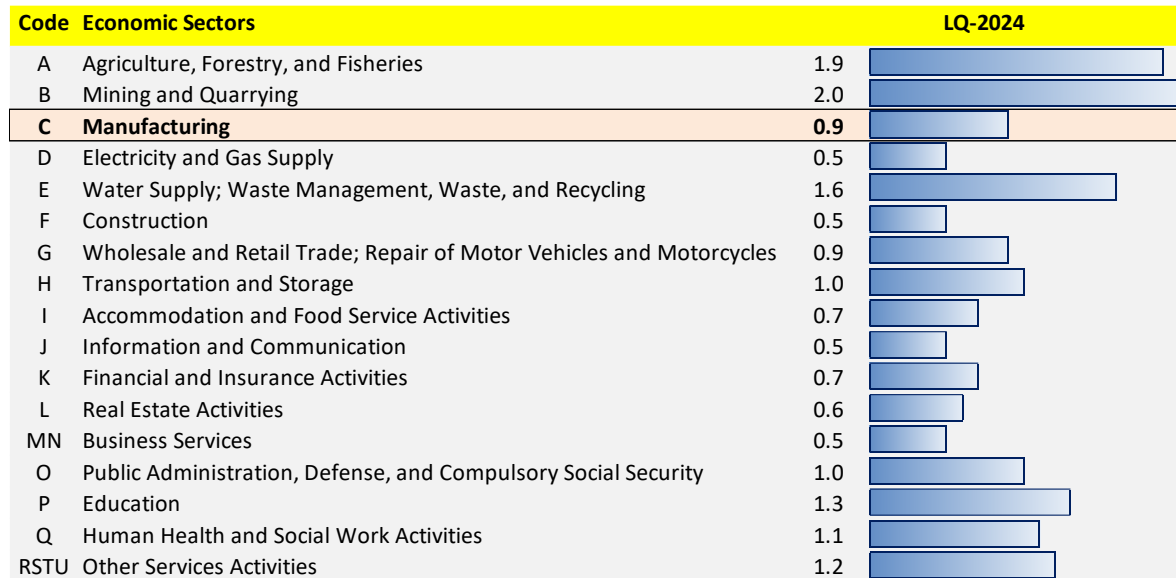 Code Economic Sectors LQ-2024
A Agriculture, Forestry, and Fisheries 1.9
B Mining and Quarrying 2.0
C Manufacturing 0.9
D Electricity and Gas Supply 0.5
E Water Supply; Waste Management, Waste, and Recycling 1.6
F Construction 0.5
G Wholesale and Retail Trade; Repair of Motor Vehicles and Motorcycles 0.9
H Transportation and Storage 1.0
I Accommodation and Food Service Activities 0.7
J Information and Communication 0.5
K Financial and Insurance Activities 0.7
L Real Estate Activities 0.6
MN Business Services 0.5
O Public Administration, Defense, and Compulsory Social Security 1.0
P Education 1.3
Q Human Health and Social Work Activities 1.1
RSTU Other Services Activities 1.2